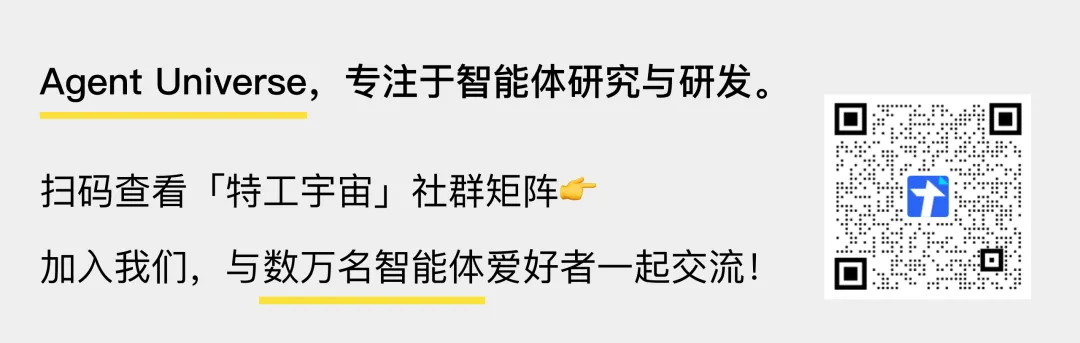 Agent Universe，专注于智能体研究与研发。
扫码查看「特工宇宙」社群矩阵👉
加入我们，与数万名智能体爱好者一起交流！